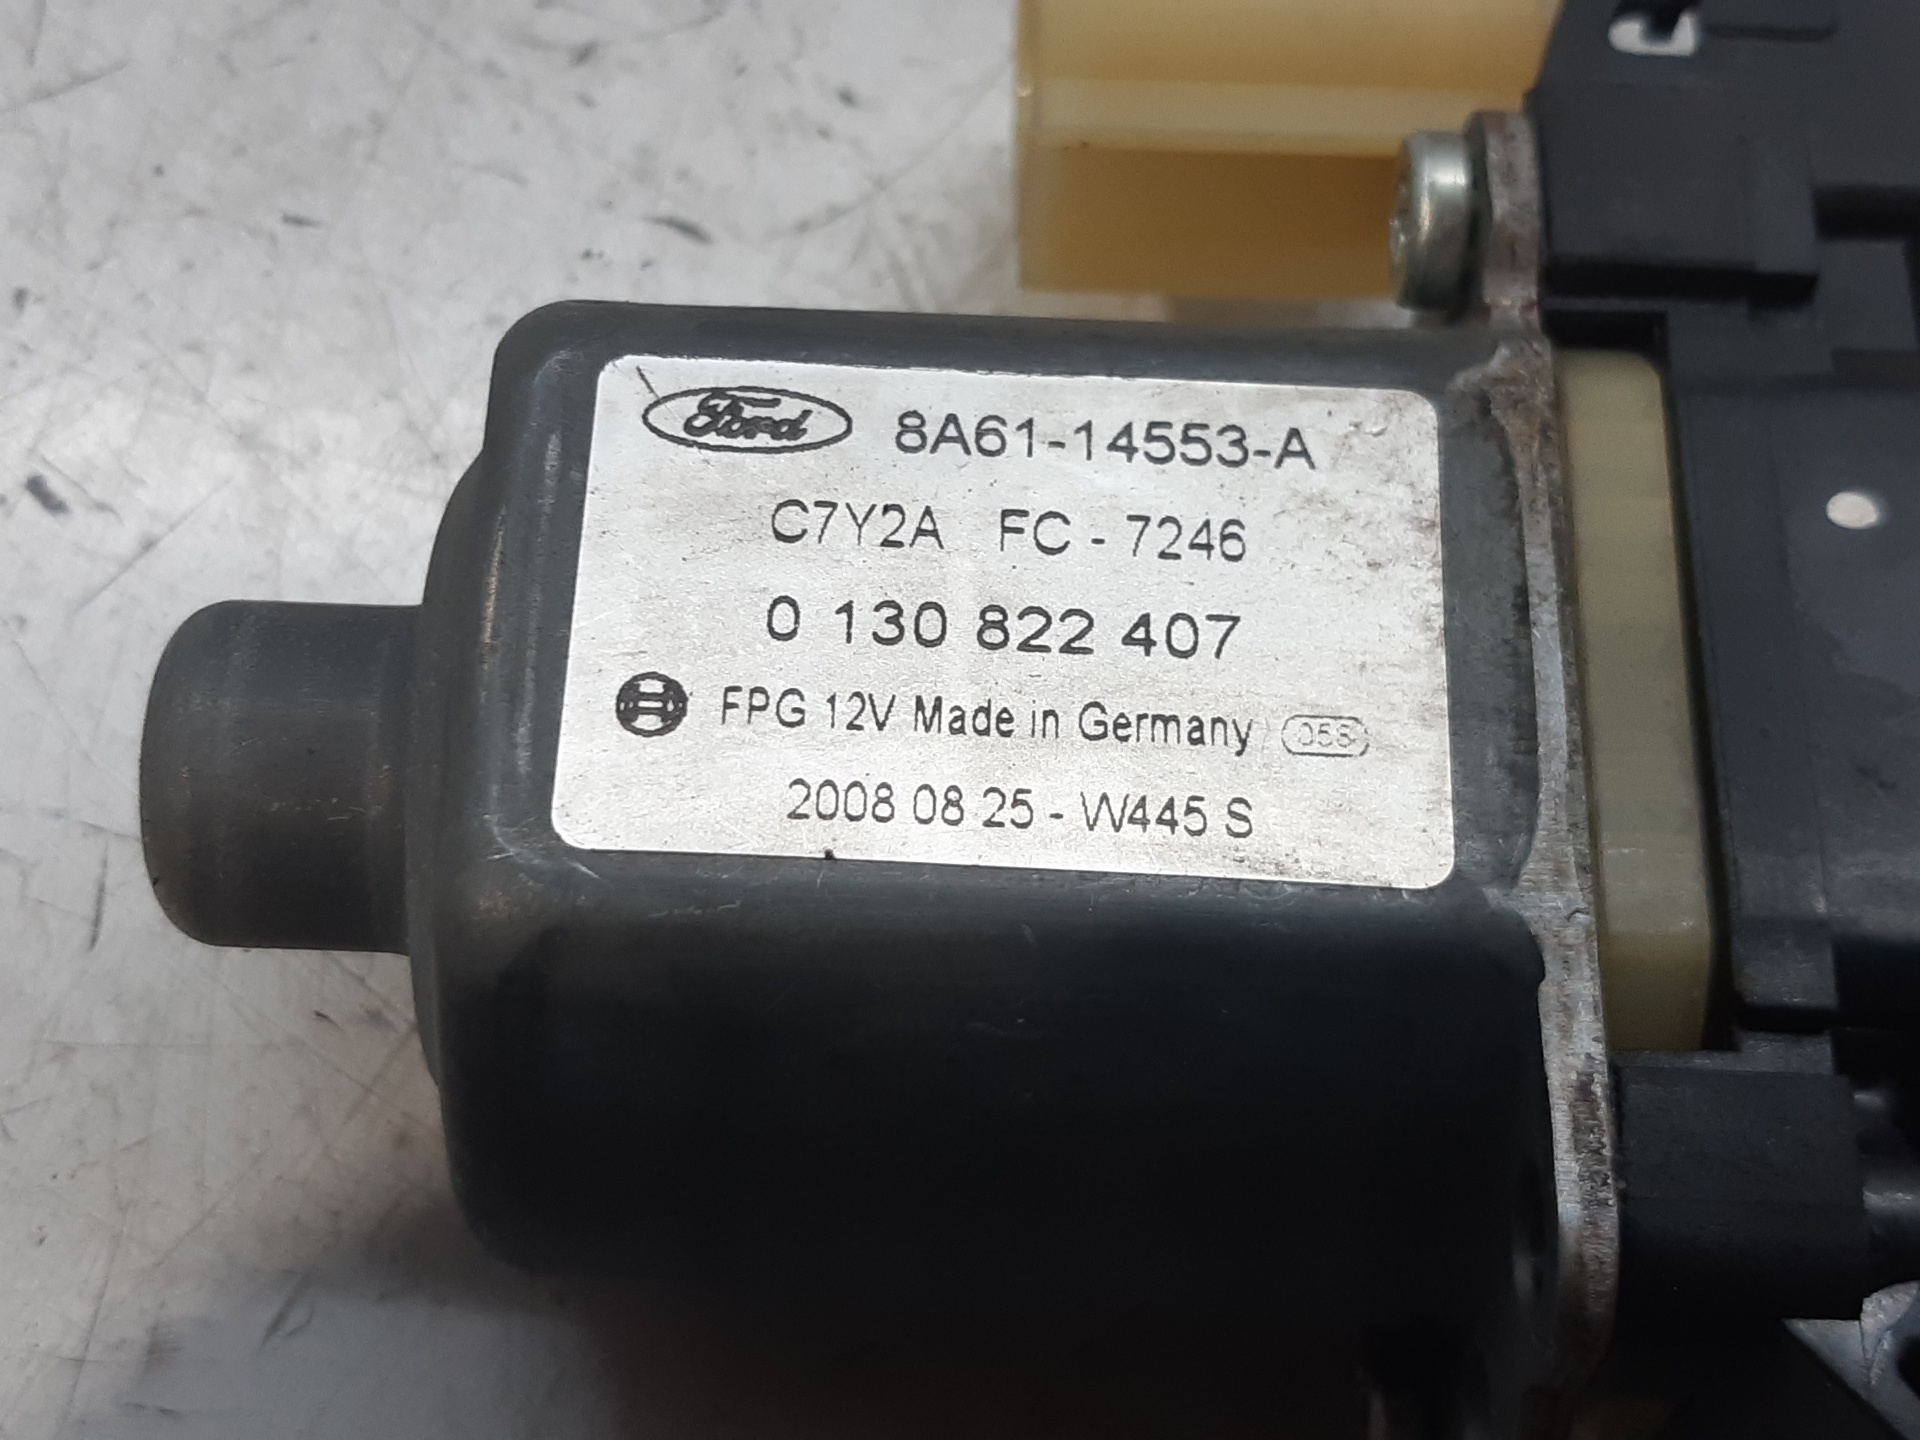 Ford 8A61-14553-A
C7Y2A FC - 7246
0 130 822 407
FPG 12V Made in Germany 056
2008 08 25 - W445 S